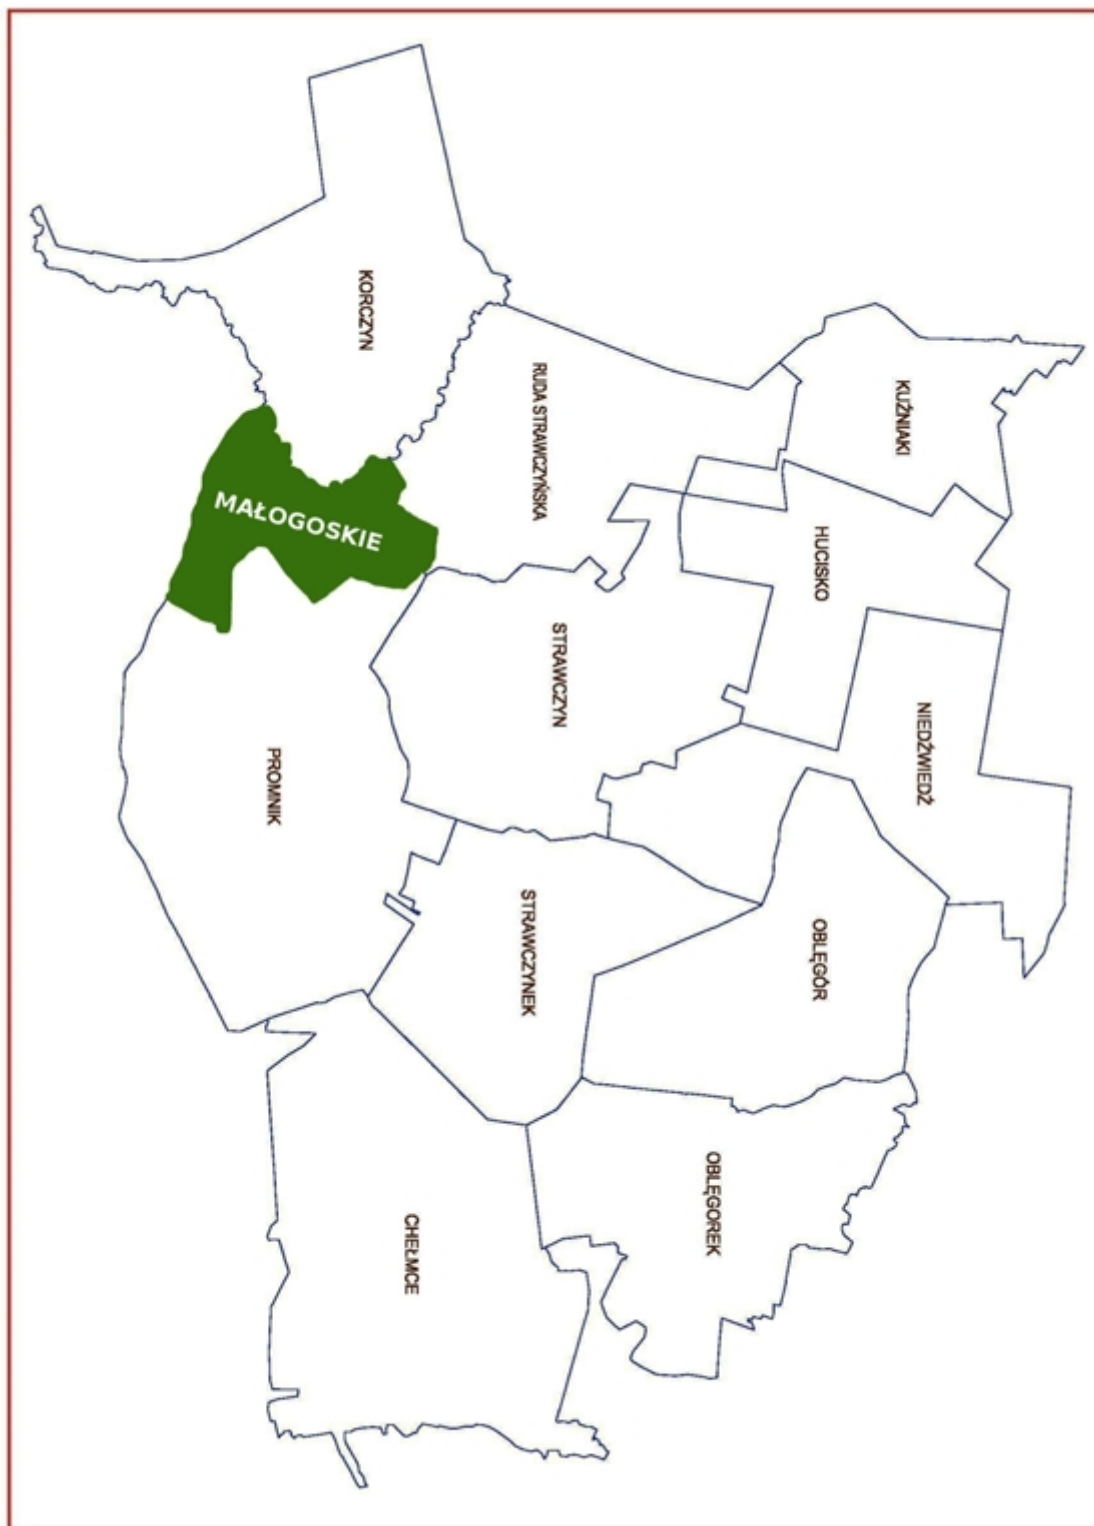 KORCZYN
KUŹNIAKI
RUDA STRAWCZYŃSKA
MAŁOGOSKIE
HUCISKO
STRAWCZYN
NIEDŹWIEDŹ
PROMNIK
STRAWCZYNEK
OBLĘGÓR
OBLĘGOREK
CHEŁMCE